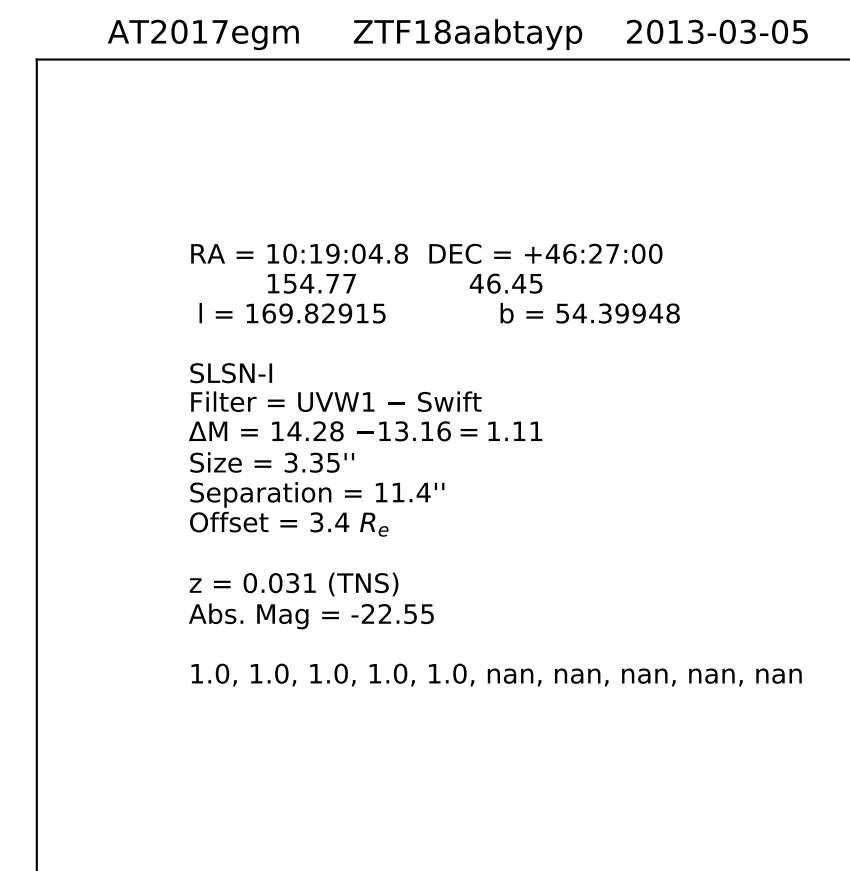 AT2017egm ZTF18aabtayp 2013-03-05
RA = 10:19:04.8 DEC = +46:27:00
154.77 46.45
l = 169.82915 b = 54.39948
SLSN-I
Filter = UVW1 − Swift
ΔM = 14.28 −13.16 = 1.11
Size = 3.35''
Separation = 11.4''
Offset = 3.4 Re
z = 0.031 (TNS)
Abs. Mag = -22.55
1.0, 1.0, 1.0, 1.0, 1.0, nan, nan, nan, nan, nan